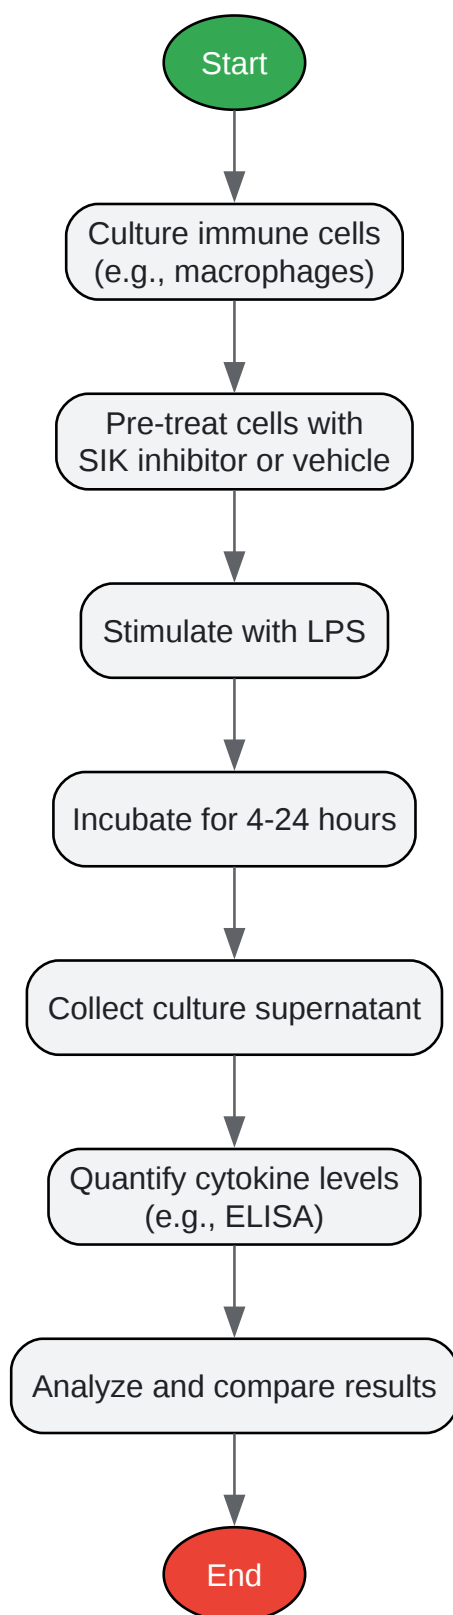 Start
Culture immune cells
(e.g., macrophages)
Pre-treat cells with
SIK inhibitor or vehicle
Stimulate with LPS
Incubate for 4-24 hours
Collect culture supernatant
Quantify cytokine levels
(e.g., ELISA)
Analyze and compare results
End